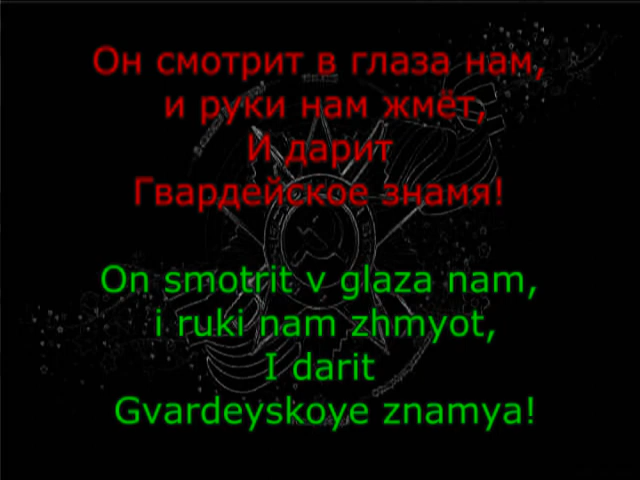 Он смотрит в глаза нам,
и руки нам жмёт,
И дарит
Гвардейское знамя!
On smotrit v glaza nam,
i ruki nam zhmyot,
I darit
Gvardeyskoye znamya!